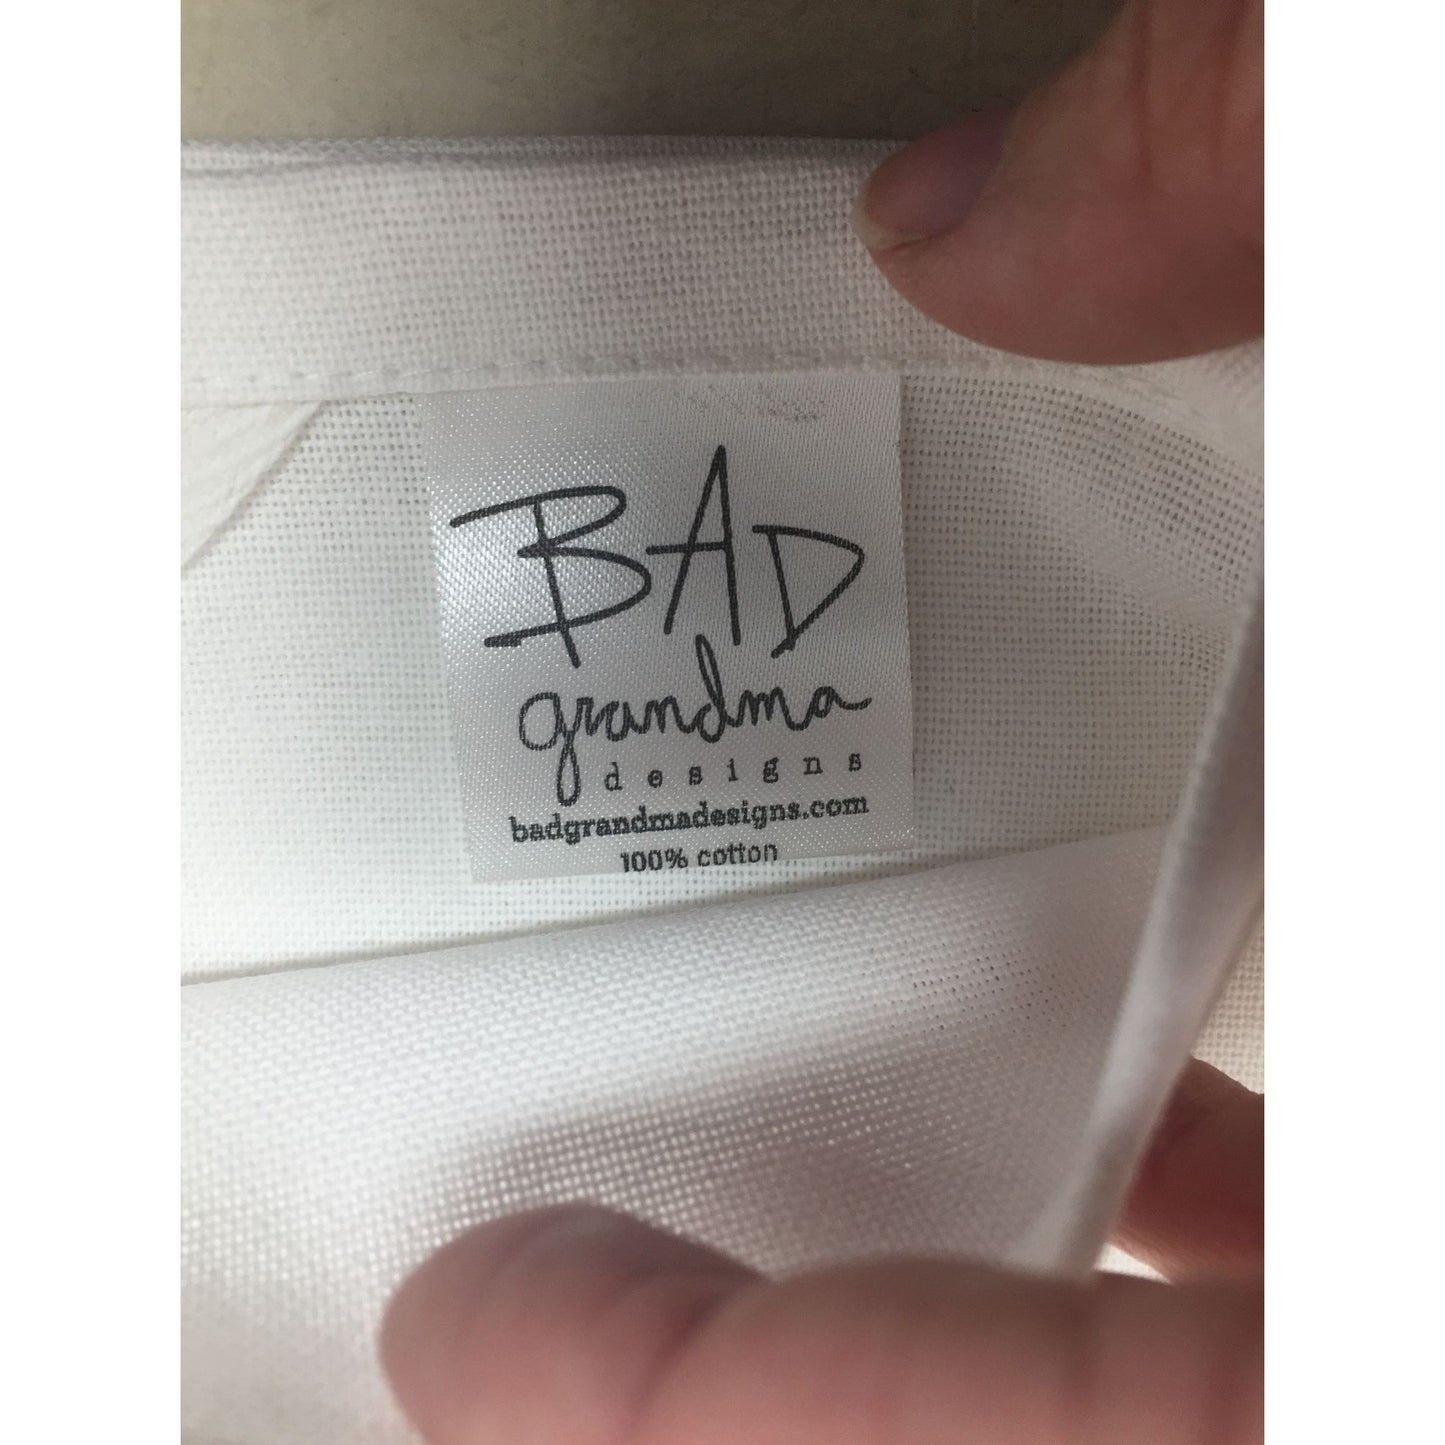 BAD
grandma
designs
badgrandmadesigns.com
100% cotton